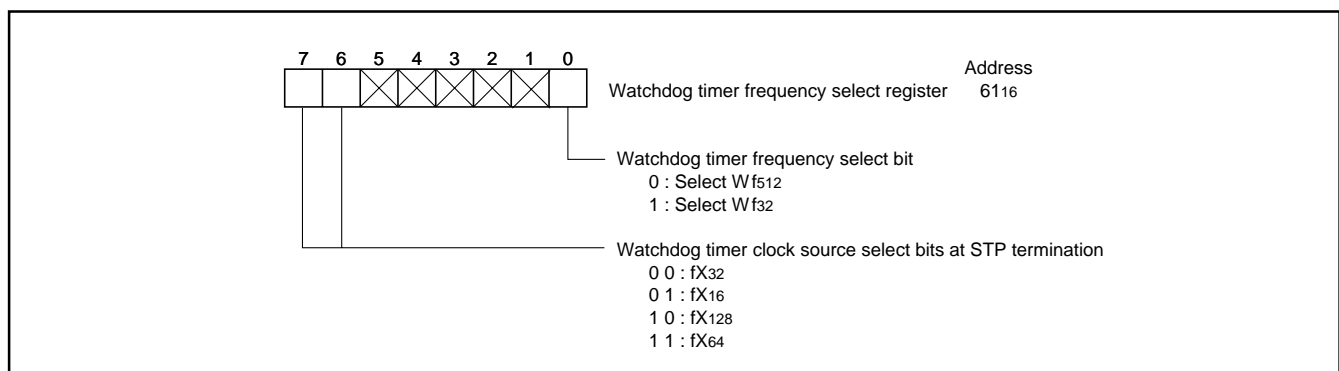 7 6 5 4 3 2 1 0
Address
Watchdog timer frequency select register 6116
Watchdog timer frequency select bit
0 : Select Wf512
1 : Select Wf32
Watchdog timer clock source select bits at STP termination
0 0 : fX32
0 1 : fX16
1 0 : fX128
1 1 : fX64